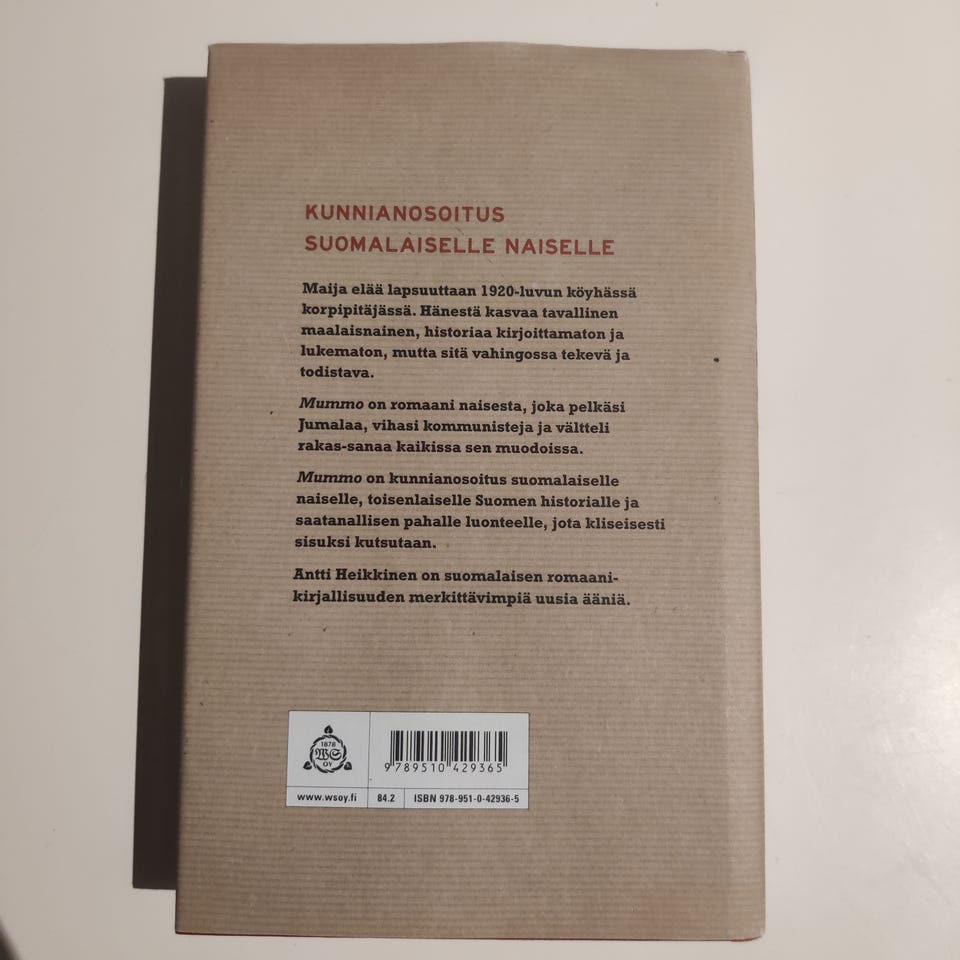 KUNNIANOSOITUS
SUOMALAISELLE NAISELLE
Maija elää lapsuuttaan 1920-luvun köyhässä
korpipitäjässä. Hänestä kasvaa tavallinen
maalaisnainen, historiaa kirjoittamaton ja
lukematon, mutta sitä vahingossa tekevä ja
todistava.
Mummo on romaani naisesta, joka pelkäsi
Jumalaa, vihasi kommunisteja ja vältteli
rakas-sanaa kaikissa sen muodoissa.
Mummo on kunnianosoitus suomalaiselle
naiselle, toisenlaiselle Suomen historialle ja
saatanallisen pahalle luonteelle, jota kliseisesti
sisuksi kutsutaan.
Antti Heikkinen on suomalaisen romaani-
kirjallisuuden merkittävimpiä uusia ääniä.
1878
WS
OY
9 789510 429365
www.wsoy.fi 84.2 ISBN 978-951-0-42936-5